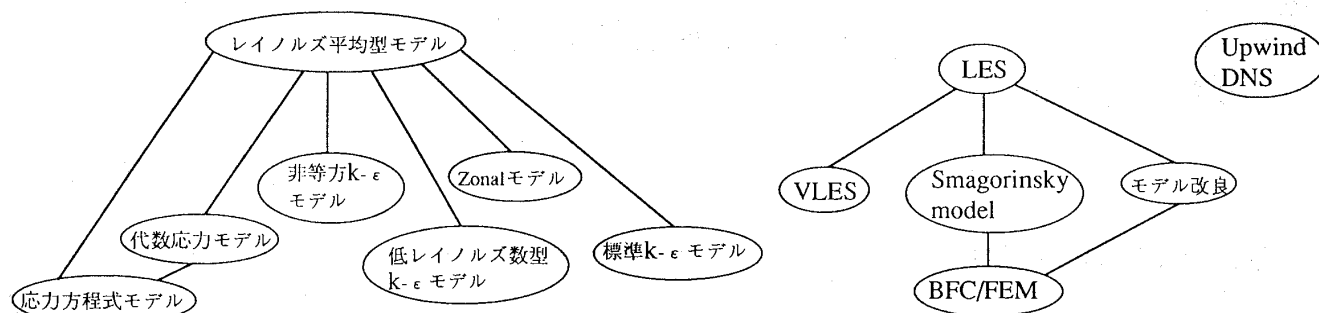 レイノルズ平均型モデル
非等方k-ε
モデル
Zonalモデル
代数応力モデル
低レイノルズ数型
k-ε モデル
標準k-ε モデル
応力方程式モデル
LES
VLES
Smagorinsky
model
モデル改良
BFC/FEM
Upwind
DNS